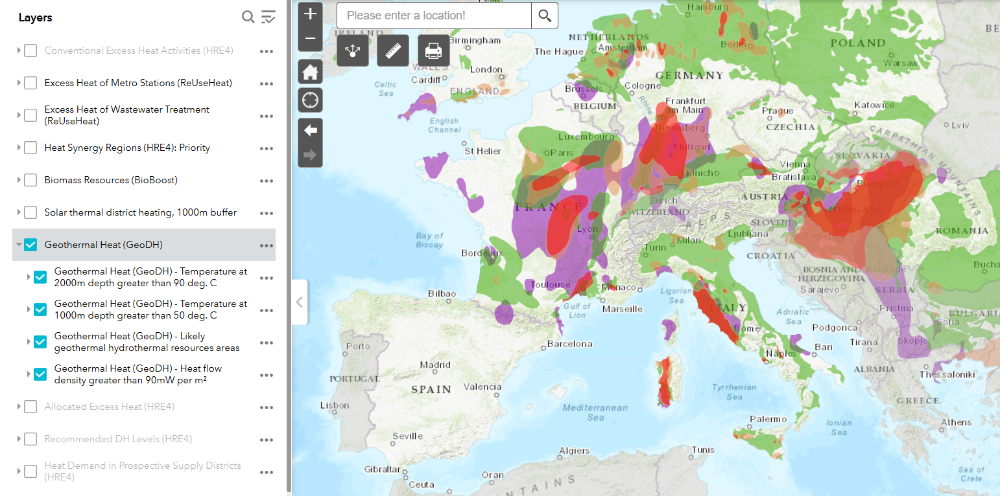 Layers
Conventional Excess Heat Activities (HRE4)
Excess Heat of Metro Stations (ReUseHeat)
Excess Heat of Wastewater Treatment
(ReUseHeat)
Heat Synergy Regions (HRE4): Priority
Biomass Resources (BioBoost)
Solar thermal district heating, 1000m buffer
Geothermal Heat (GeoDH)
Geothermal Heat (GeoDH) - Temperature at
2000m depth greater than 90 deg. C
Geothermal Heat (GeoDH) - Temperature at
1000m depth greater than 50 deg. C
Geothermal Heat (GeoDH) - Likely
geothermal hydrothermal resources areas
Geothermal Heat (GeoDH) - Heat flow
density greater than 90mW per m²
Allocated Excess Heat (HRE4)
Recommended DH Levels (HRE4)
Heat Demand in Prospective Supply Districts
(HRE4)
Please enter a location!
Hamburg
IRELAND
NETHERLANDS
Birmingham
The Hague
Amsterdam
Berlin
POLAND
Warsaw
WALES
London
Cardiff
GERMANY
Celtic
Sea
ENGLAND
Brussels
Cologne
BELGIUM
Rhine
Frankfurt
am Main
Katowice
Prague
English
Channel
Nuremberg
CZECHIA
Lviv
Luxembourg
CARPATHIAN MOUNTAINS
St Helier
Paris
Stuttgart
SLOVAKIA
Vienna
Munich
Bratislava
Budapest
AUSTRIA
Zurich
FRANCE
HUNGARY
SWITZERLAND
ALPS
SLOVENIA
Lyon
ROMANIA
Ljubljana
Bay of
Biscay
Zagreb
Milan
Turin
Bordeaux
CROATIA
Bucha
BOSNIA AND
HERZEGOVINA
Belgrade
Toulouse
Monaco
Sarajevo
SERBIA
Bilbao
Ligurian
Sea
Gulf of
Lion
Marseille
ITALY
Pristina
Adriatic
Sea
BULGARI
Sofia
Rome
Podgorica
Skopje
Porto
Barcelona
Tirana
Bari
Naples
Madrid
ALBANIA
Thessaloniki
PORTUGAL
SPAIN
Valencia
Tyrrhenian
Sea
GREECE
Lisbon
Mediterranean
Sea
Palermo
Ionian
Sea
Athens
Seville
Algiers
Tunis
Gibraltar
Oran
Sea of
Crete
Ceuta
TAINS